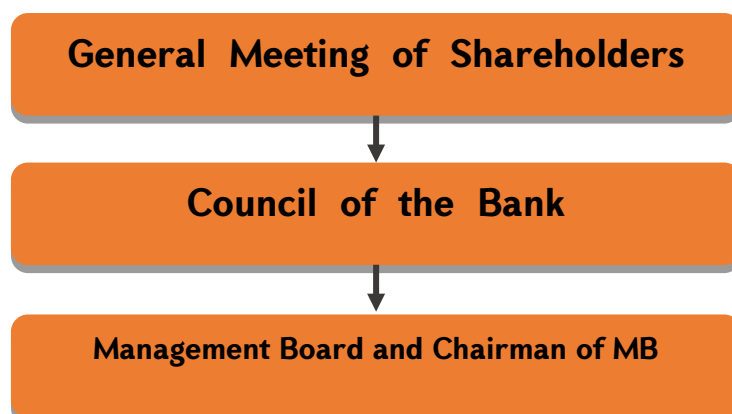 General Meeting of Shareholders
Council of the Bank
Management Board and Chairman of MB